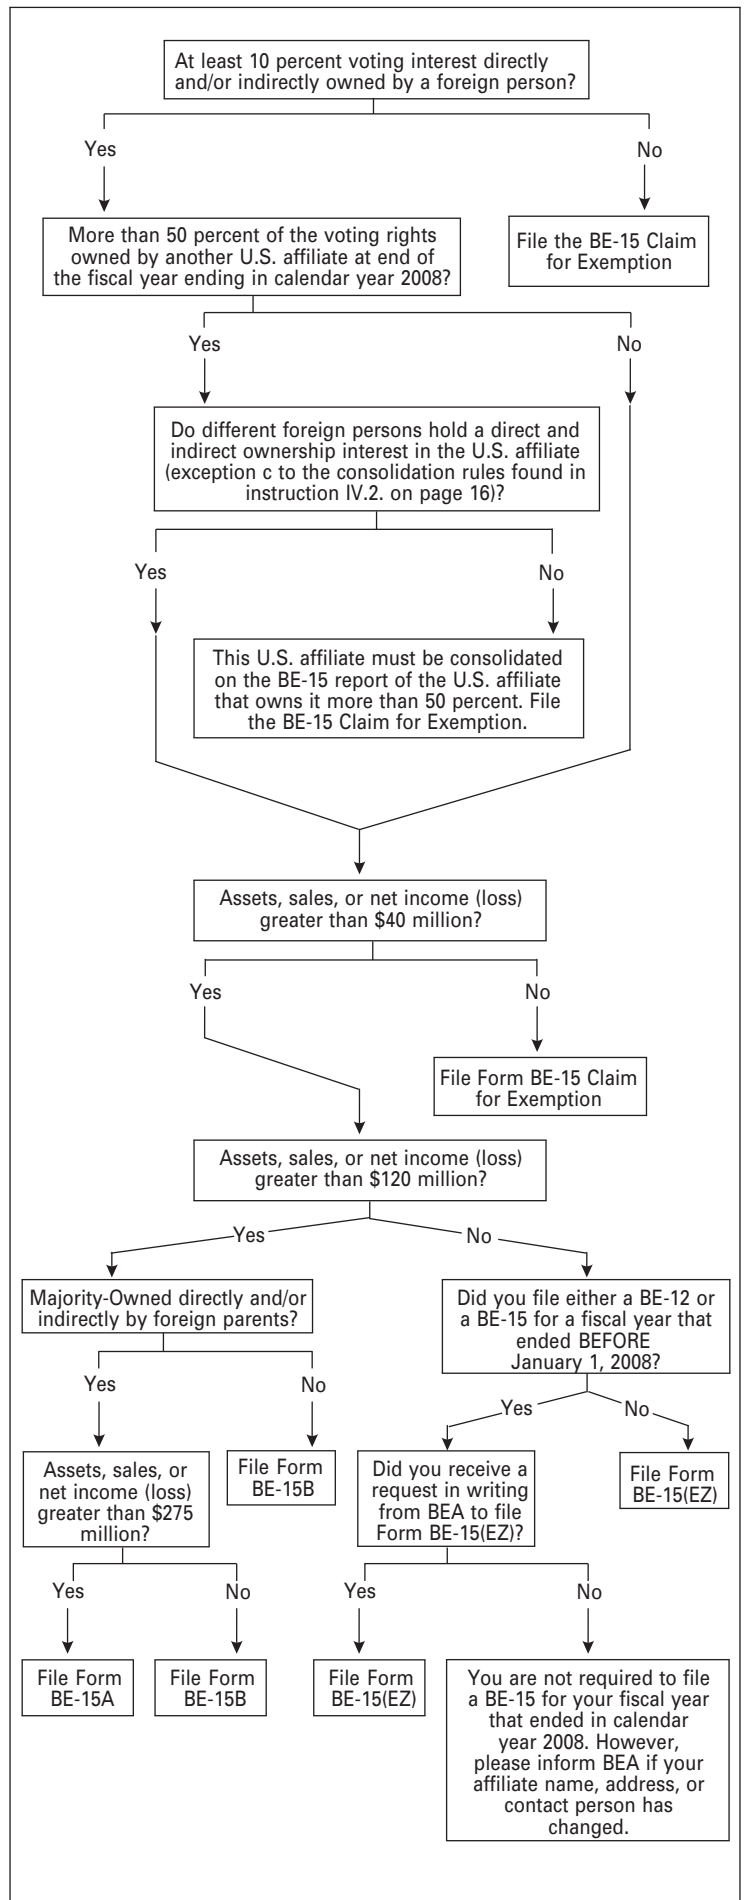 At least 10 percent voting interest directly
and/or indirectly owned by a foreign person?
Yes
No
More than 50 percent of the voting rights
owned by another U.S. affiliate at end of
the fiscal year ending in calendar year 2008?
File the BE-15 Claim
for Exemption
Yes
No
Do different foreign persons hold a direct and
indirect ownership interest in the U.S. affiliate
(exception c to the consolidation rules found in
instruction IV.2. on page 16)?
Yes
No
This U.S. affiliate must be consolidated
on the BE-15 report of the U.S. affiliate
that owns it more than 50 percent. File
the BE-15 Claim for Exemption.
Assets, sales, or net income (loss)
greater than $40 million?
Yes
No
File Form BE-15 Claim
for Exemption
Assets, sales, or net income (loss)
greater than $120 million?
Yes
No
Majority-Owned directly and/or
indirectly by foreign parents?
Did you file either a BE-12 or
a BE-15 for a fiscal year that
ended BEFORE
January 1, 2008?
Yes
No
Yes
No
Assets, sales, or
net income (loss)
greater than $275
million?
File Form
BE-15B
Did you receive a
request in writing
from BEA to file
Form BE-15(EZ)?
File Form
BE-15(EZ)
Yes
No
Yes
No
File Form
BE-15A
File Form
BE-15B
File Form
BE-15(EZ)
You are not required to file
a BE-15 for your fiscal year
that ended in calendar
year 2008. However,
please inform BEA if your
affiliate name, address, or
contact person has
changed.